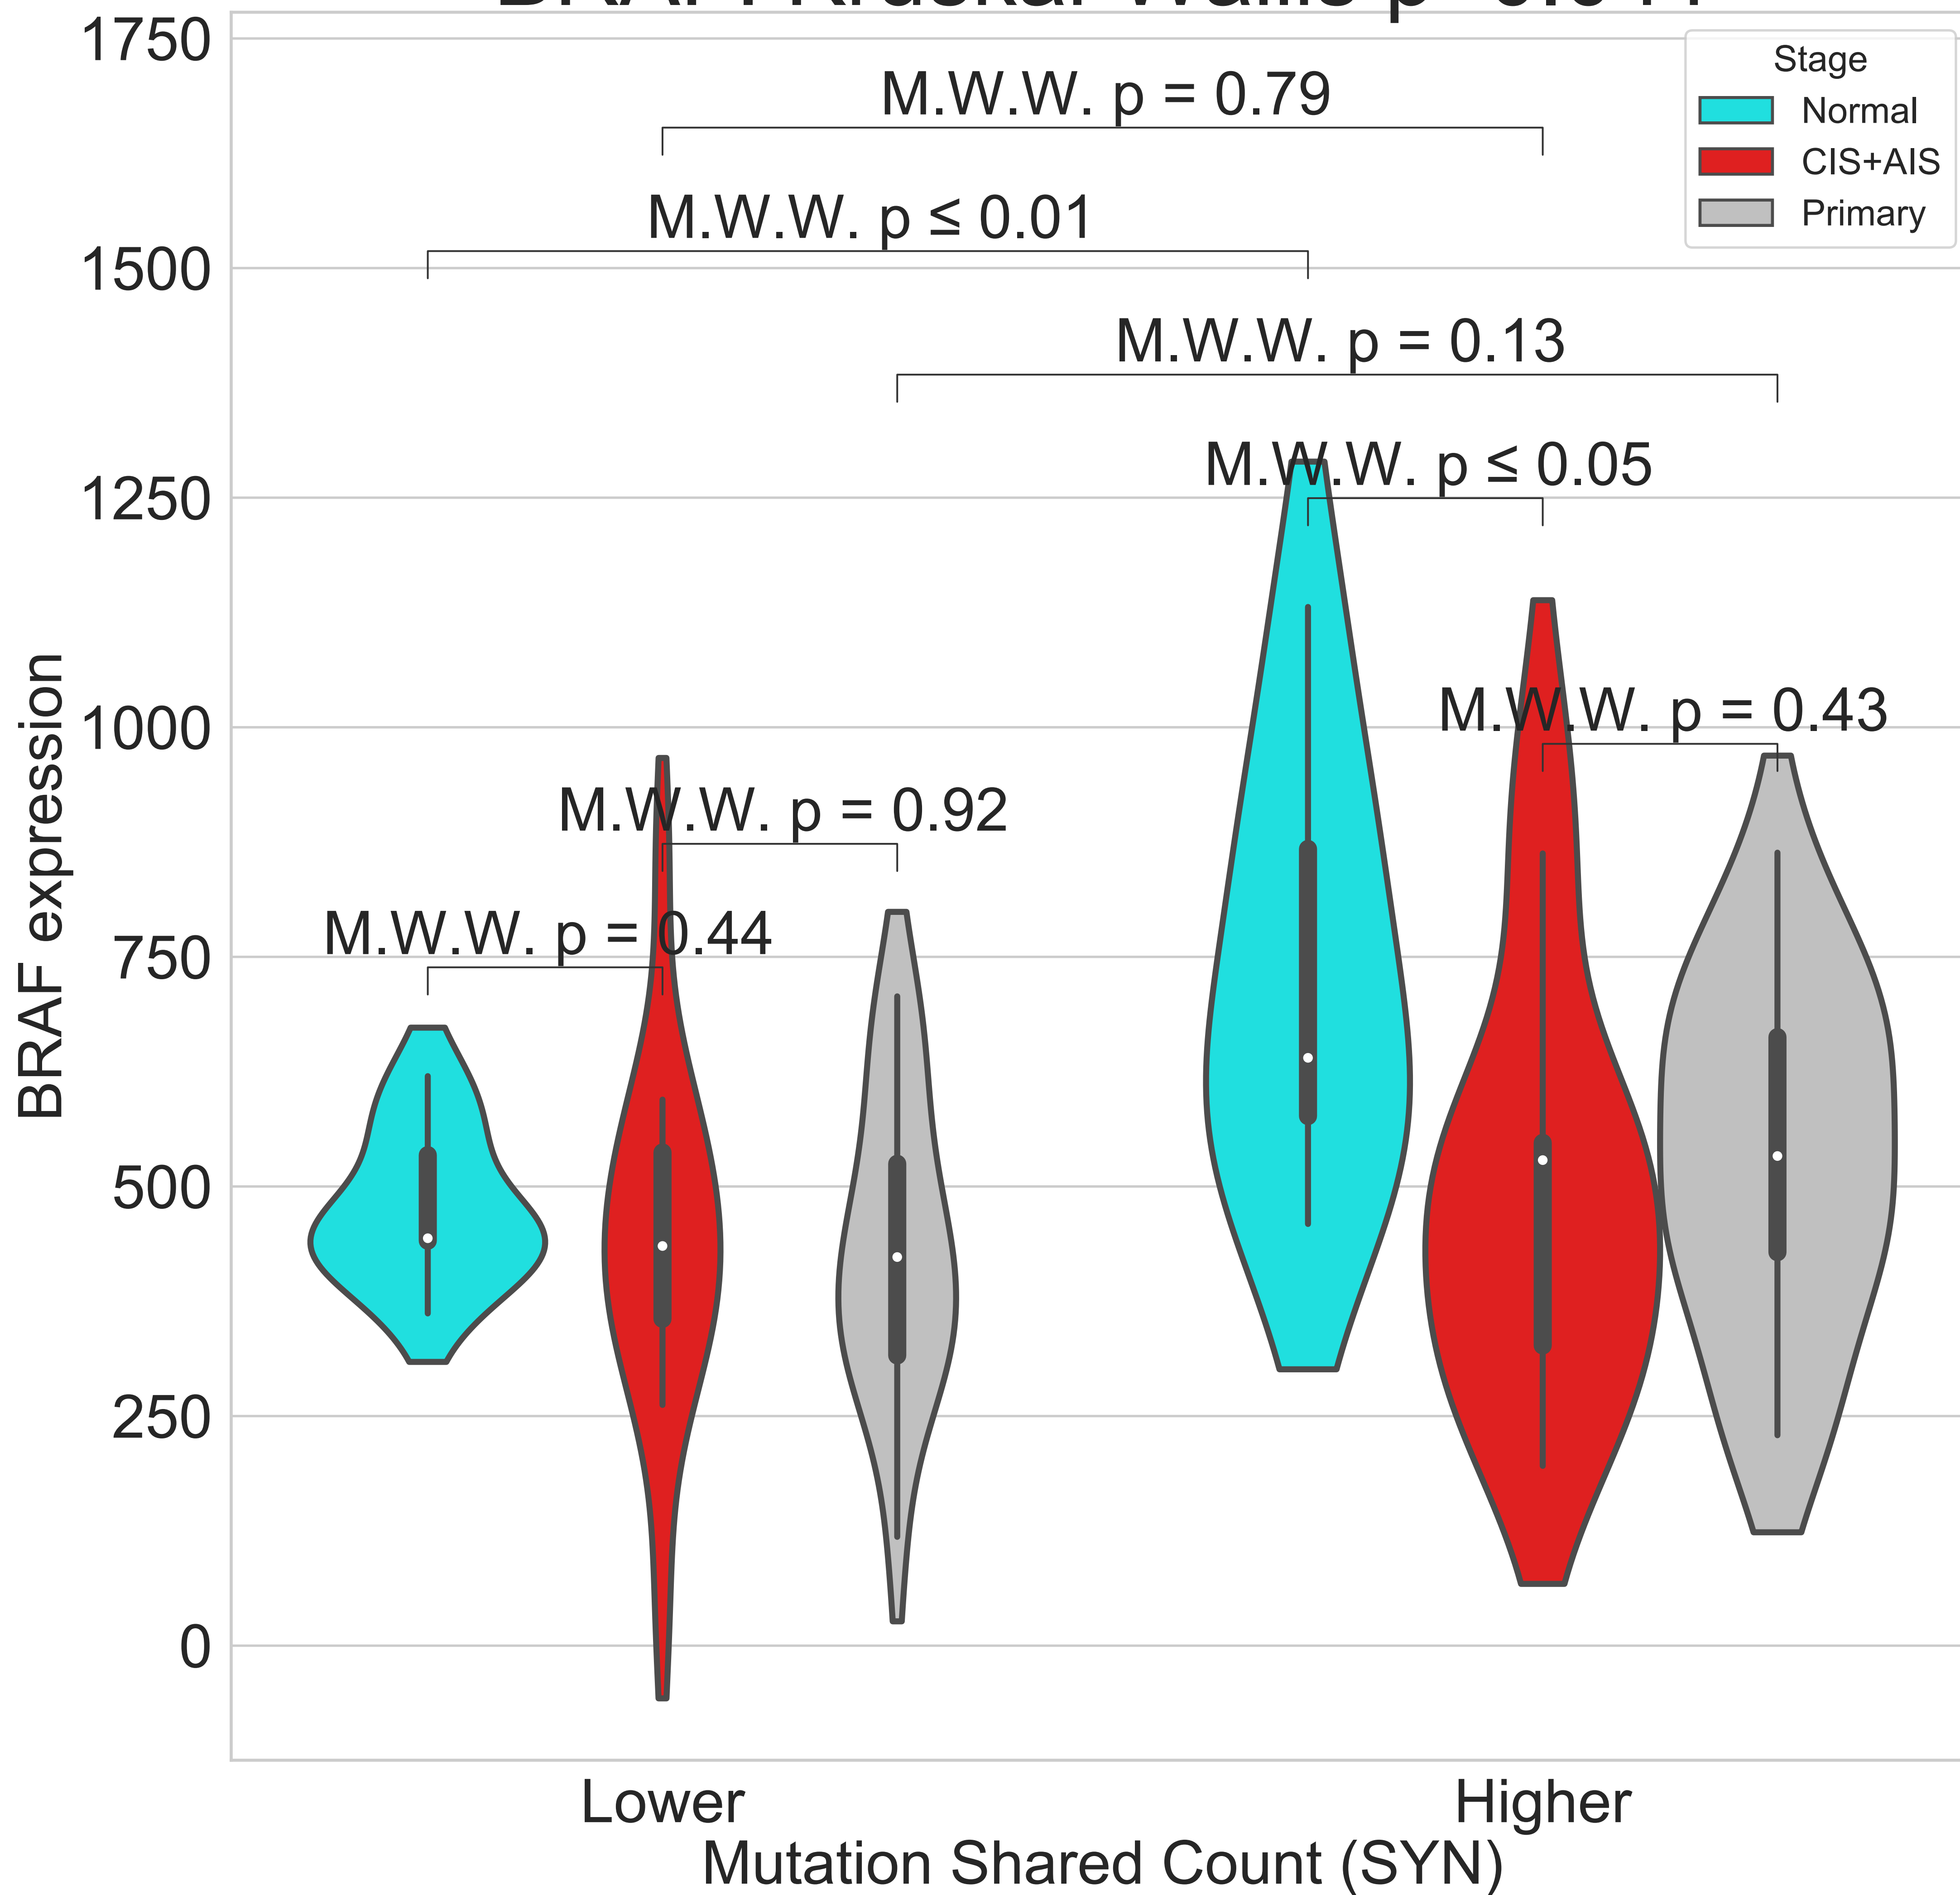 1750
1500
1250
1000
750
500
250
0
BRAF expression
Stage
Normal
CIS+AIS
Primary
M.W.W. p = 0.79
M.W.W. p ≤ 0.01
M.W.W. p = 0.13
M.W.W. p ≤ 0.05
M.W.W. p = 0.43
M.W.W. p = 0.92
M.W.W. p = 0.44
Lower
Higher
Mutation Shared Count (SYN)